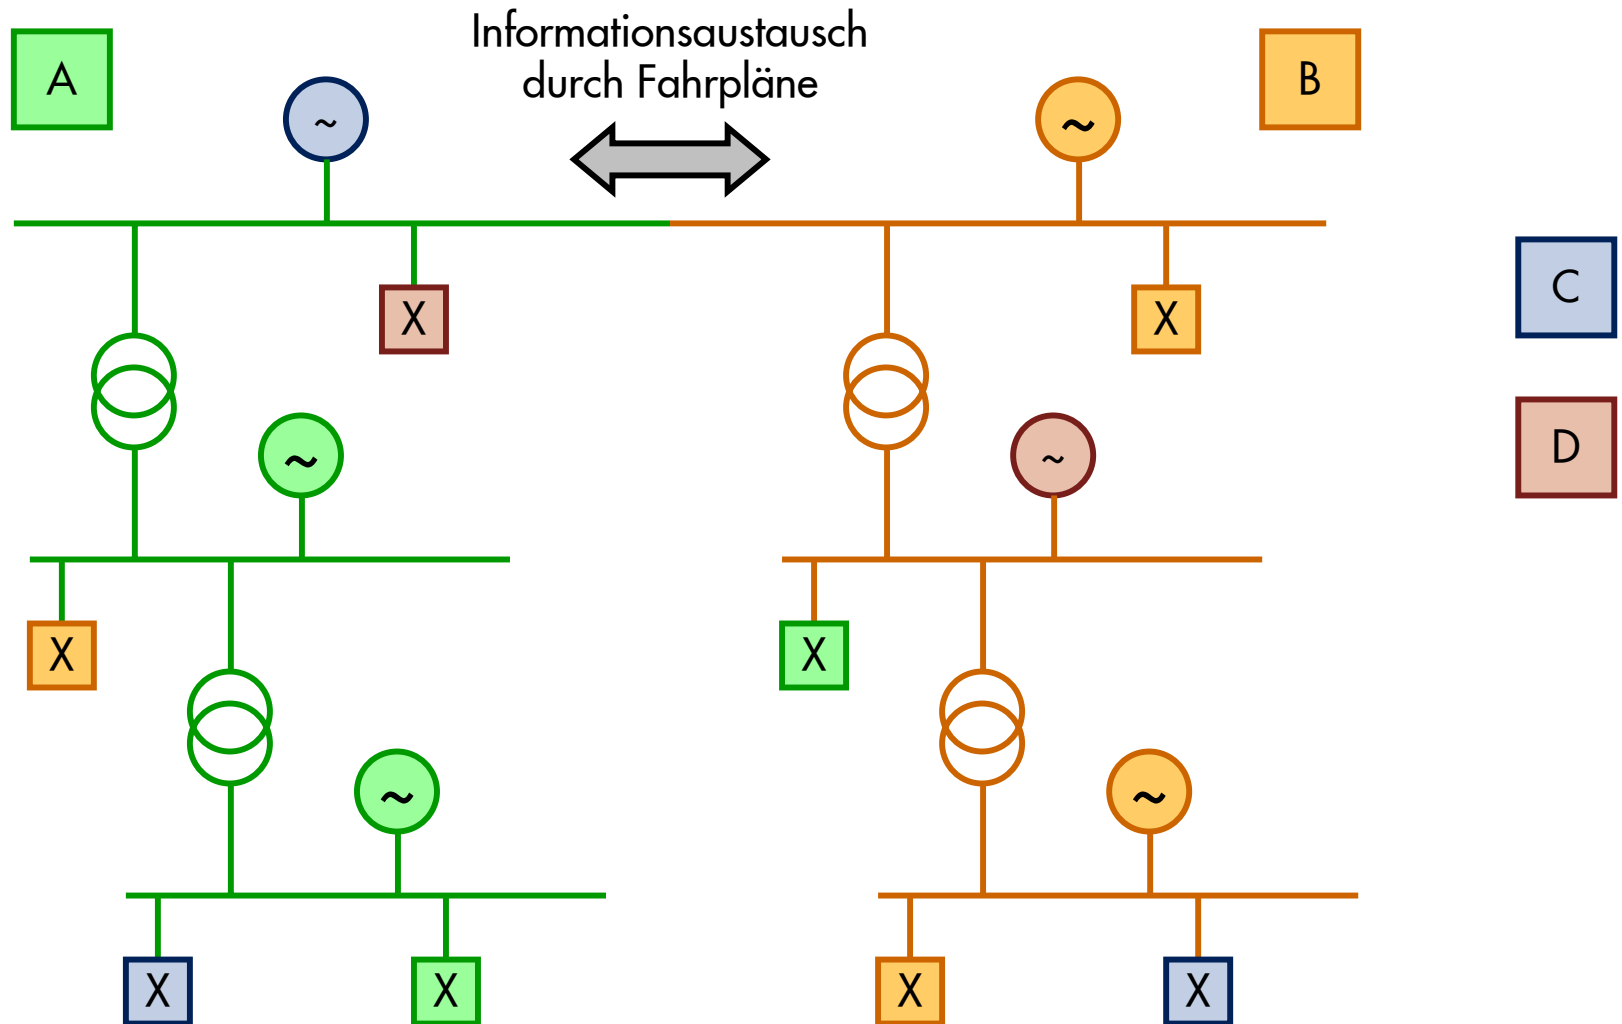 Informationsaustausch
durch Fahrpläne
A
B
~
~
C
X
X
D
~
~
X
X
~
~
X
X
X
X